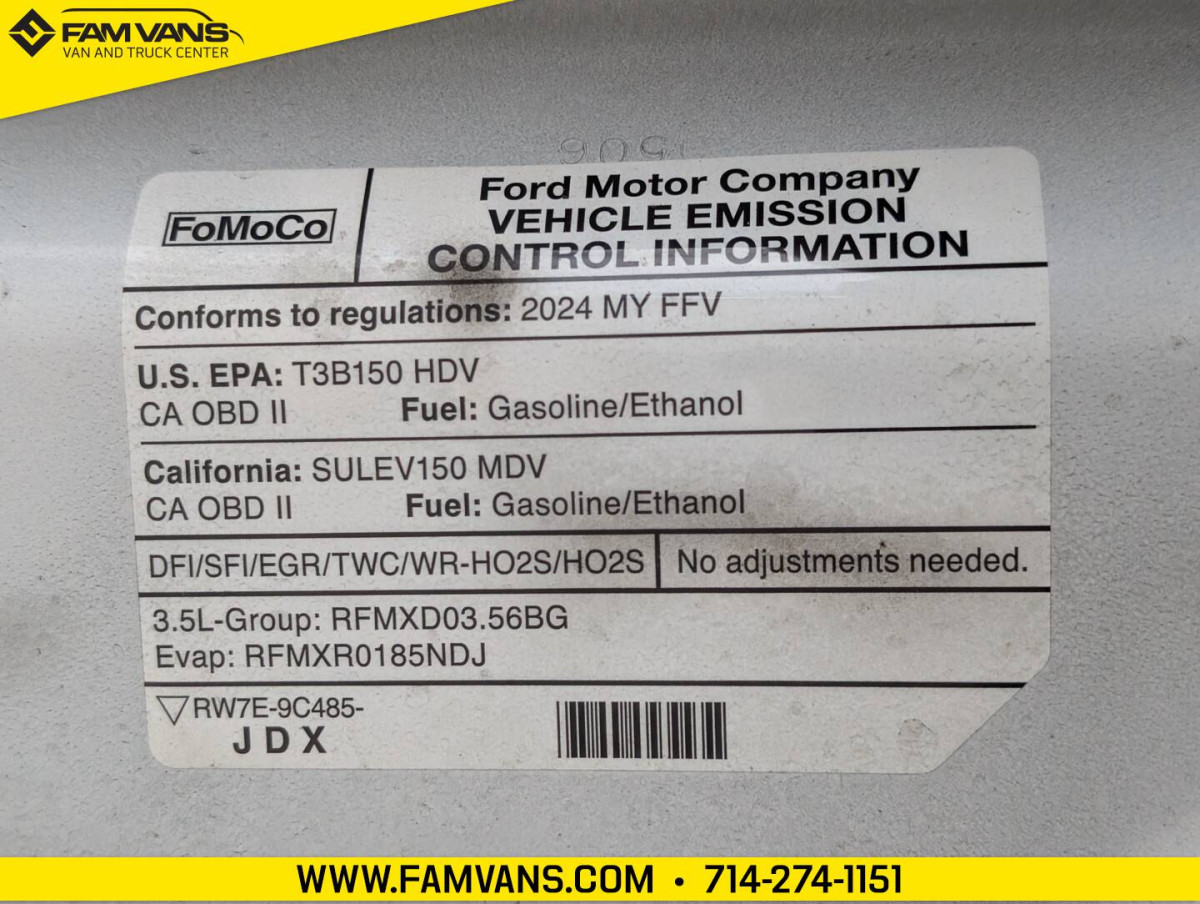 FAM VANS
VAN AND TRUCK CENTER
FoMoCo
Ford Motor Company
VEHICLE EMISSION
CONTROL INFORMATION
Conforms to regulations: 2024 MY FFV
U.S. EPA: T3B150 HDV
CA OBD II Fuel: Gasoline/Ethanol
California: SULEV150 MDV
CA OBD II Fuel: Gasoline/Ethanol
DFI/SFI/EGR/TWC/WR-HO2S/HO2S No adjustments needed.
3.5L-Group: RFMXD03.56BG
Evap: RFMXR0185NDJ
RW7E-9C485-
J D X
WWW.FAMVANS.COM • 714-274-1151